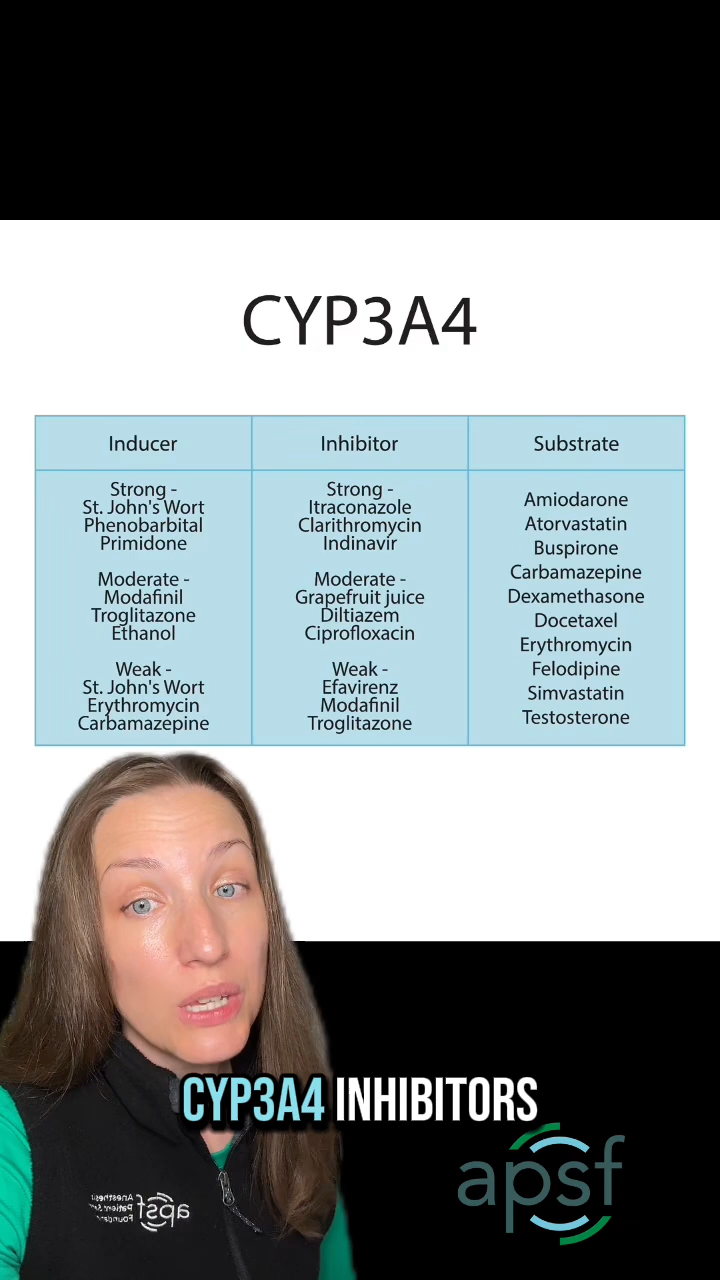 CYP3A4
Inducer
Strong -
St. John's Wort
Phenobarbital
Primidone
Moderate -
Modafinil
Troglitazone
Ethanol
Weak -
St. John's Wort
Erythromycin
Carbamazepine
Inhibitor
Strong -
Itraconazole
Clarithromycin
Indinavir
Moderate -
Grapefruit juice
Diltiazem
Ciprofloxacin
Weak -
Efavirenz
Modafinil
Troglitazone
Substrate
Amiodarone
Atorvastatin
Buspirone
Carbamazepine
Dexamethasone
Docetaxel
Erythromycin
Felodipine
Simvastatin
Testosterone
CYP3A4 INHIBITORS
apsf
apsf